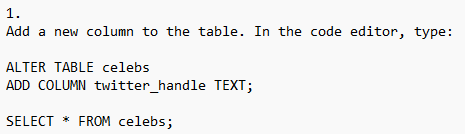 1.
Add a new column to the table. In the code editor, type:
ALTER TABLE celebs
ADD COLUMN twitter_handle TEXT;
SELECT * FROM celebs;